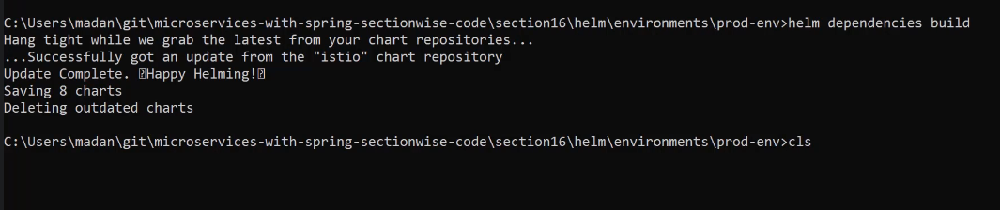 C:\Users\madan\git\microservices-with-spring-sectionwise-code\section16\helm\environments\prod-env>helm dependencies build
Hang tight while we grab the latest from your chart repositories...
...Successfully got an update from the "istio" chart repository
Update Complete. ⍰Happy Helming!⍰
Saving 8 charts
Deleting outdated charts
C:\Users\madan\git\microservices-with-spring-sectionwise-code\section16\helm\environments\prod-env>cls